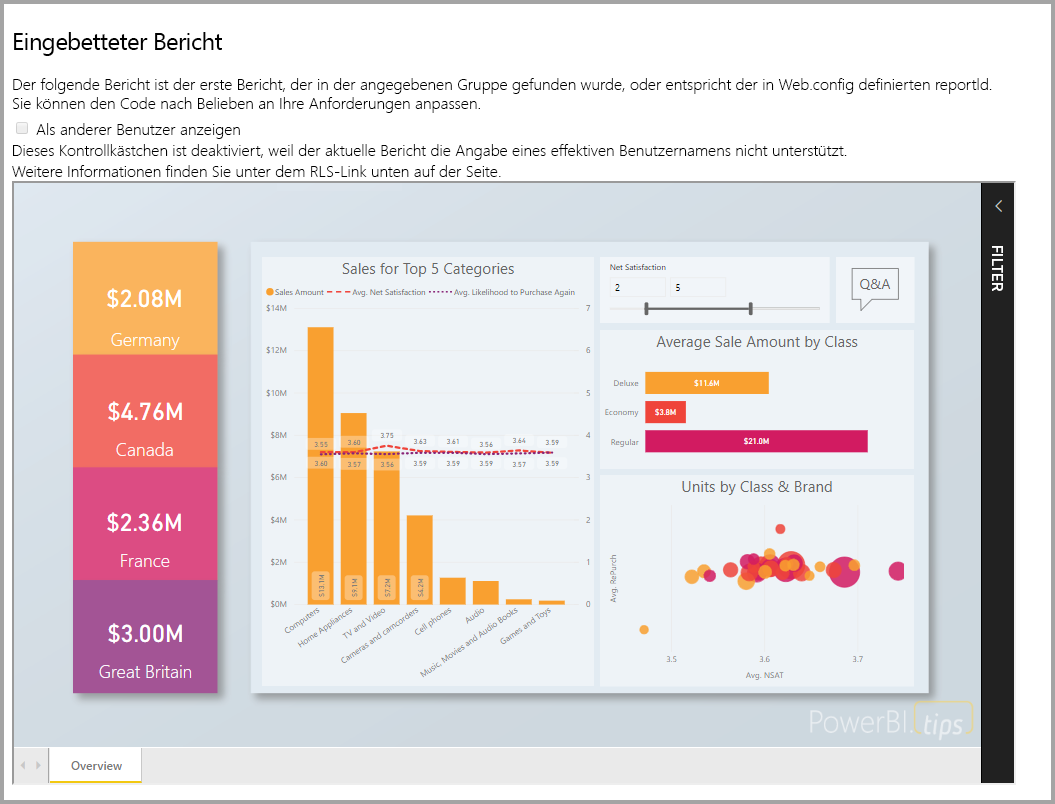 Eingebetteter Bericht
Der folgende Bericht ist der erste Bericht, der in der angegebenen Gruppe gefunden wurde, oder entspricht der in Web.config definierten reportId.
Sie können den Code nach Belieben an Ihre Anforderungen anpassen.
Als anderer Benutzer anzeigen
Dieses Kontrollkästchen ist deaktiviert, weil der aktuelle Bericht die Angabe eines effektiven Benutzernamens nicht unterstützt.
Weitere Informationen finden Sie unter dem RLS-Link unten auf der Seite.
$2.08M
Germany
$4.76M
Canada
$2.36M
France
$3.00M
Great Britain
Sales for Top 5 Categories
Sales Amount Avg. Net Satisfaction Avg. Likelihood to Purchase Again
$14M 7
$12M 6
$10M 5
$8M 4
$6M 3
$4M 2
$2M 1
$0M 0
3.55 3.60 3.75 3.63 3.61 3.56 3.64 3.59
3.60 3.57 3.56 3.59 3.59 3.59 3.57 3.59
$13.1M $9.1M $7.2M $4.2M
Computers
Home Appliances
TV and Video
Cameras and camcorders
Cell phones
Audio
Music, Movies and Audio Books
Games and Toys
Net Satisfaction
2 5
Q&A
Average Sale Amount by Class
Deluxe $11.6M
Economy $3.8M
Regular $21.0M
Units by Class & Brand
Avg. RePurch
3.5 3.6 3.7
Avg. NSAT
FILTER
PowerBI.tips
Overview